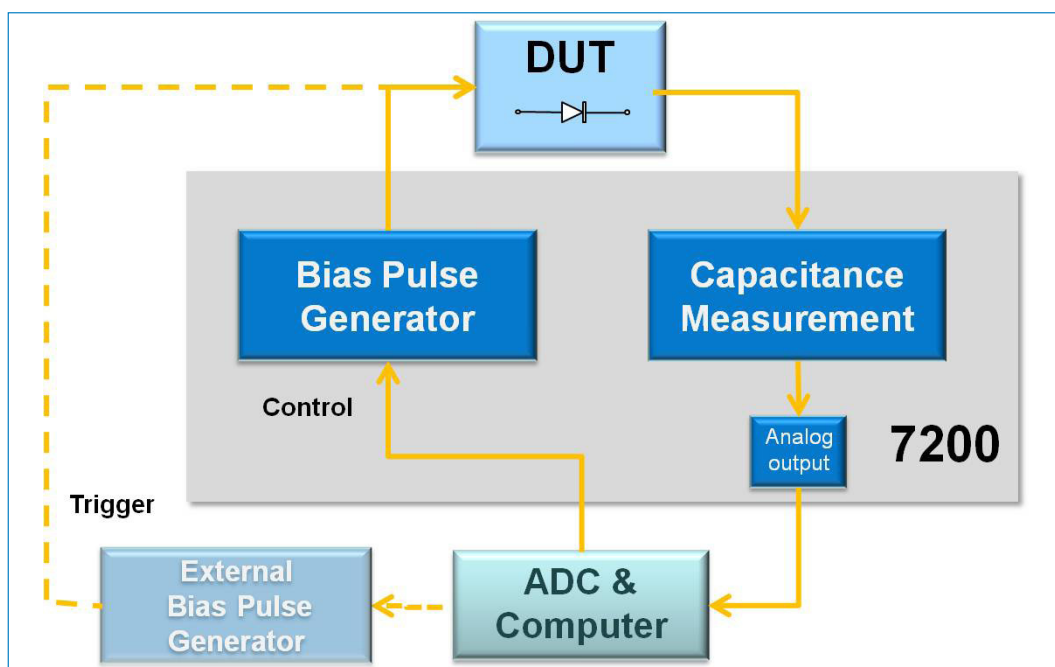 DUT
Bias Pulse
Generator
Capacitance
Measurement
Control
Analog
output
7200
Trigger
External
Bias Pulse
Generator
ADC &
Computer